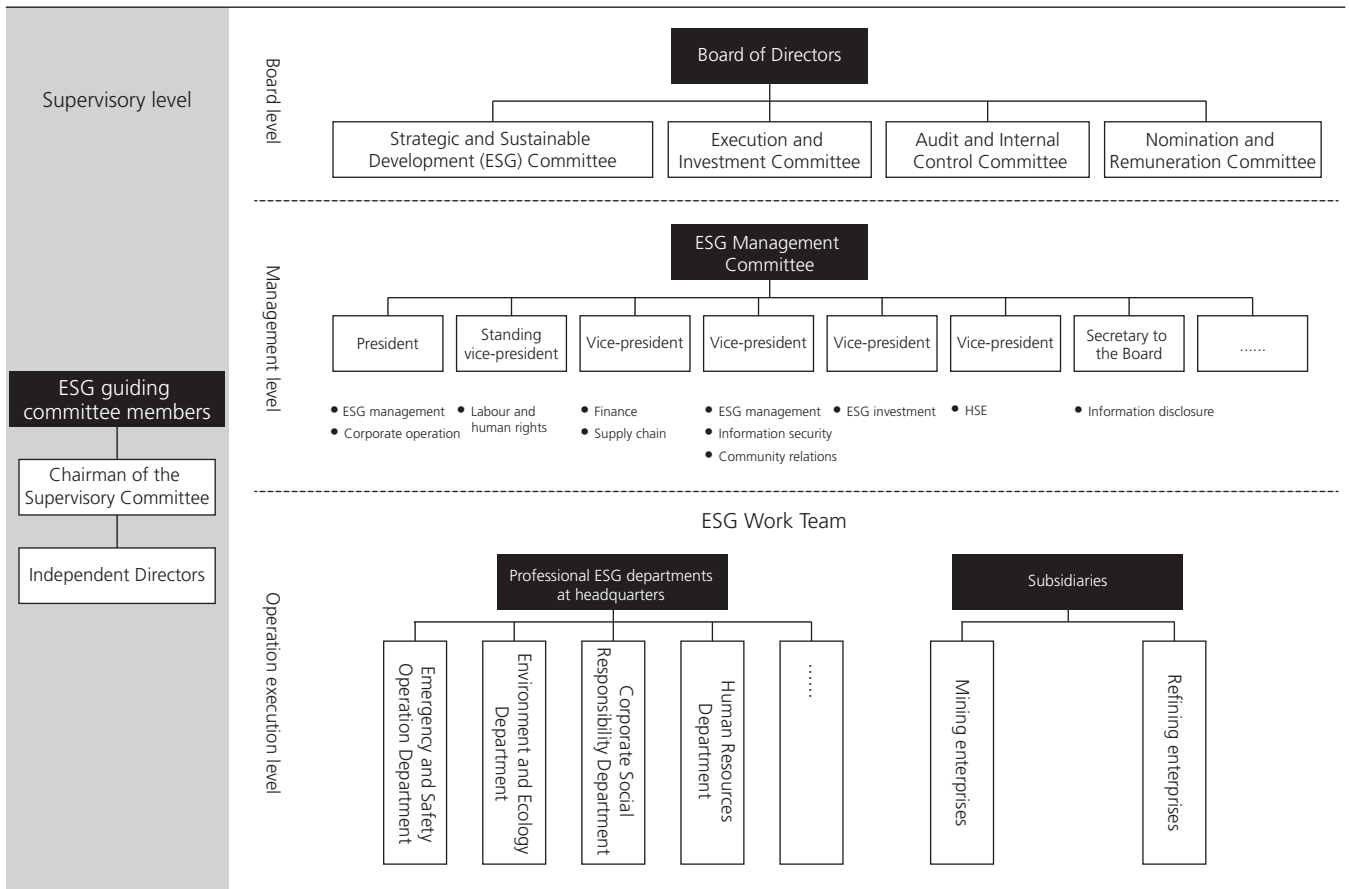 Supervisory level
ESG guiding
committee members
Chairman of the
Supervisory Committee
Independent Directors
Board level
Board of Directors
Strategic and Sustainable
Development (ESG) Committee
Execution and
Investment Committee
Audit and Internal
Control Committee
Nomination and
Remuneration Committee
Management level
ESG Management
Committee
President
Standing
vice-president
Vice-president
Vice-president
Vice-president
Vice-president
Secretary to
the Board
......
• ESG management
• Corporate operation
• Labour and
human rights
• Finance
• Supply chain
• ESG management
• Information security
• Community relations
• ESG investment
• HSE
• Information disclosure
Operation execution level
ESG Work Team
Professional ESG departments
at headquarters
Emergency and Safety
Operation Department
Environment and Ecology
Department
Corporate Social
Responsibility Department
Human Resources
Department
......
Subsidiaries
Mining enterprises
Refining enterprises